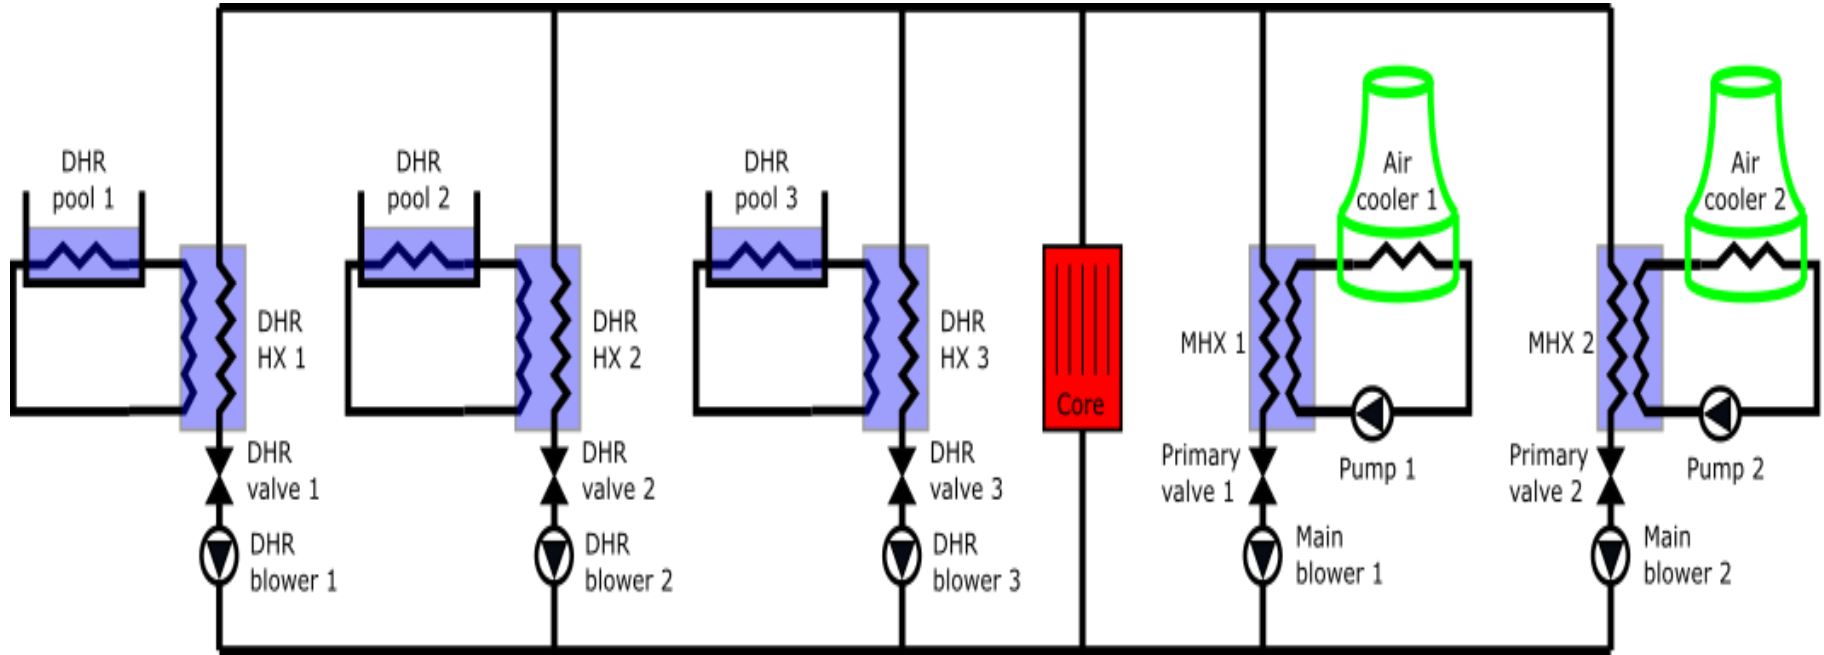 DHR
pool 1
DHR
pool 2
DHR
pool 3
Air
cooler 1
Air
cooler 2
DHR
HX 1
DHR
HX 2
DHR
HX 3
Core
MHX 1
MHX 2
DHR
valve 1
DHR
valve 2
DHR
valve 3
Primary
valve 1
Pump 1
Primary
valve 2
Pump 2
DHR
blower 1
DHR
blower 2
DHR
blower 3
Main
blower 1
Main
blower 2